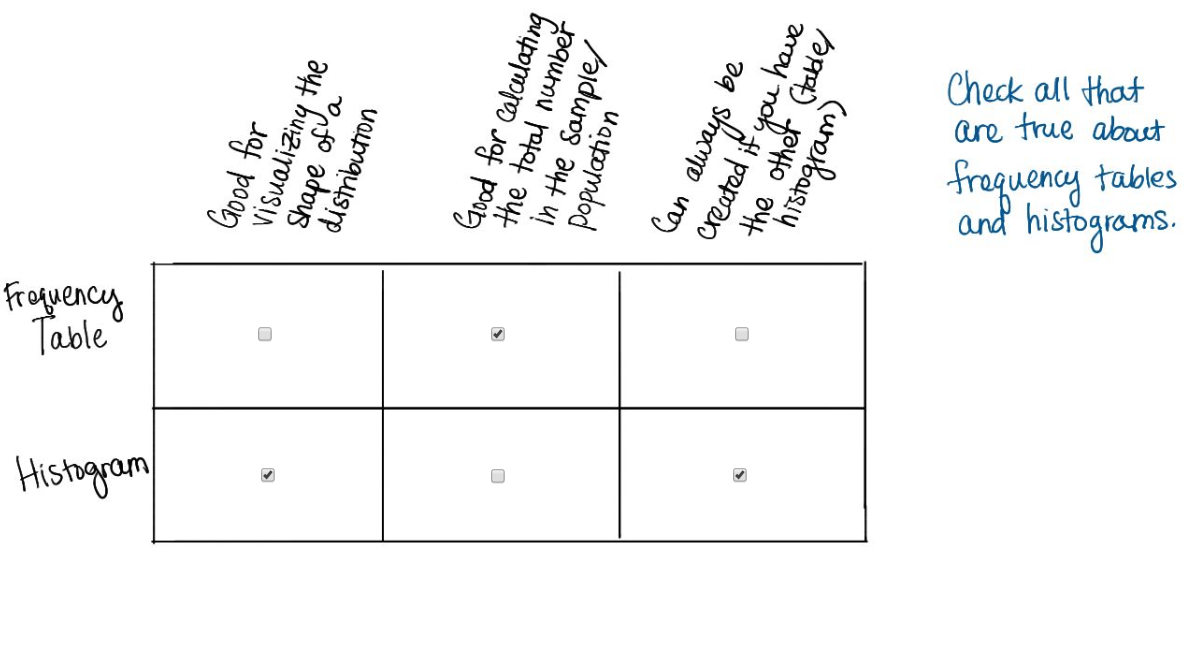 Good for
visualizing the
shape of a
distribution
Good for calculating
the total number
in the sample/
population
Can always be
created if you have
the other (table/
histogram)
Check all that
are true about
frequency tables
and histograms.
Frequency
Table
Histogram